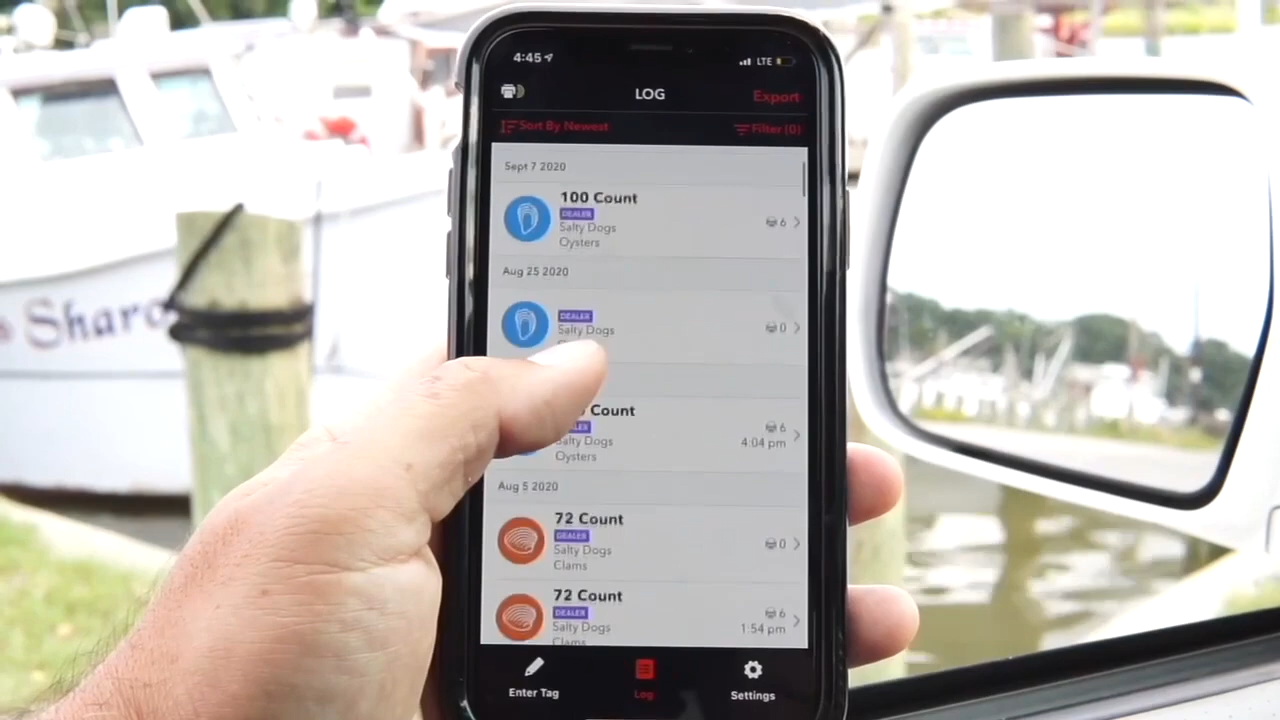 4:45
LTE
LOG
Export
Sort By Newest
Filter (0)
Sept 7 2020
100 Count
DEALER
Salty Dogs
Oysters
6
Aug 25 2020
DEALER
Salty Dogs
0
Count
Salty Dogs
Oysters
6
4:04 pm
Aug 5 2020
72 Count
DEALER
Salty Dogs
Clams
0
72 Count
DEALER
Salty Dogs
Clams
6
1:54 pm
Enter Tag
Log
Settings